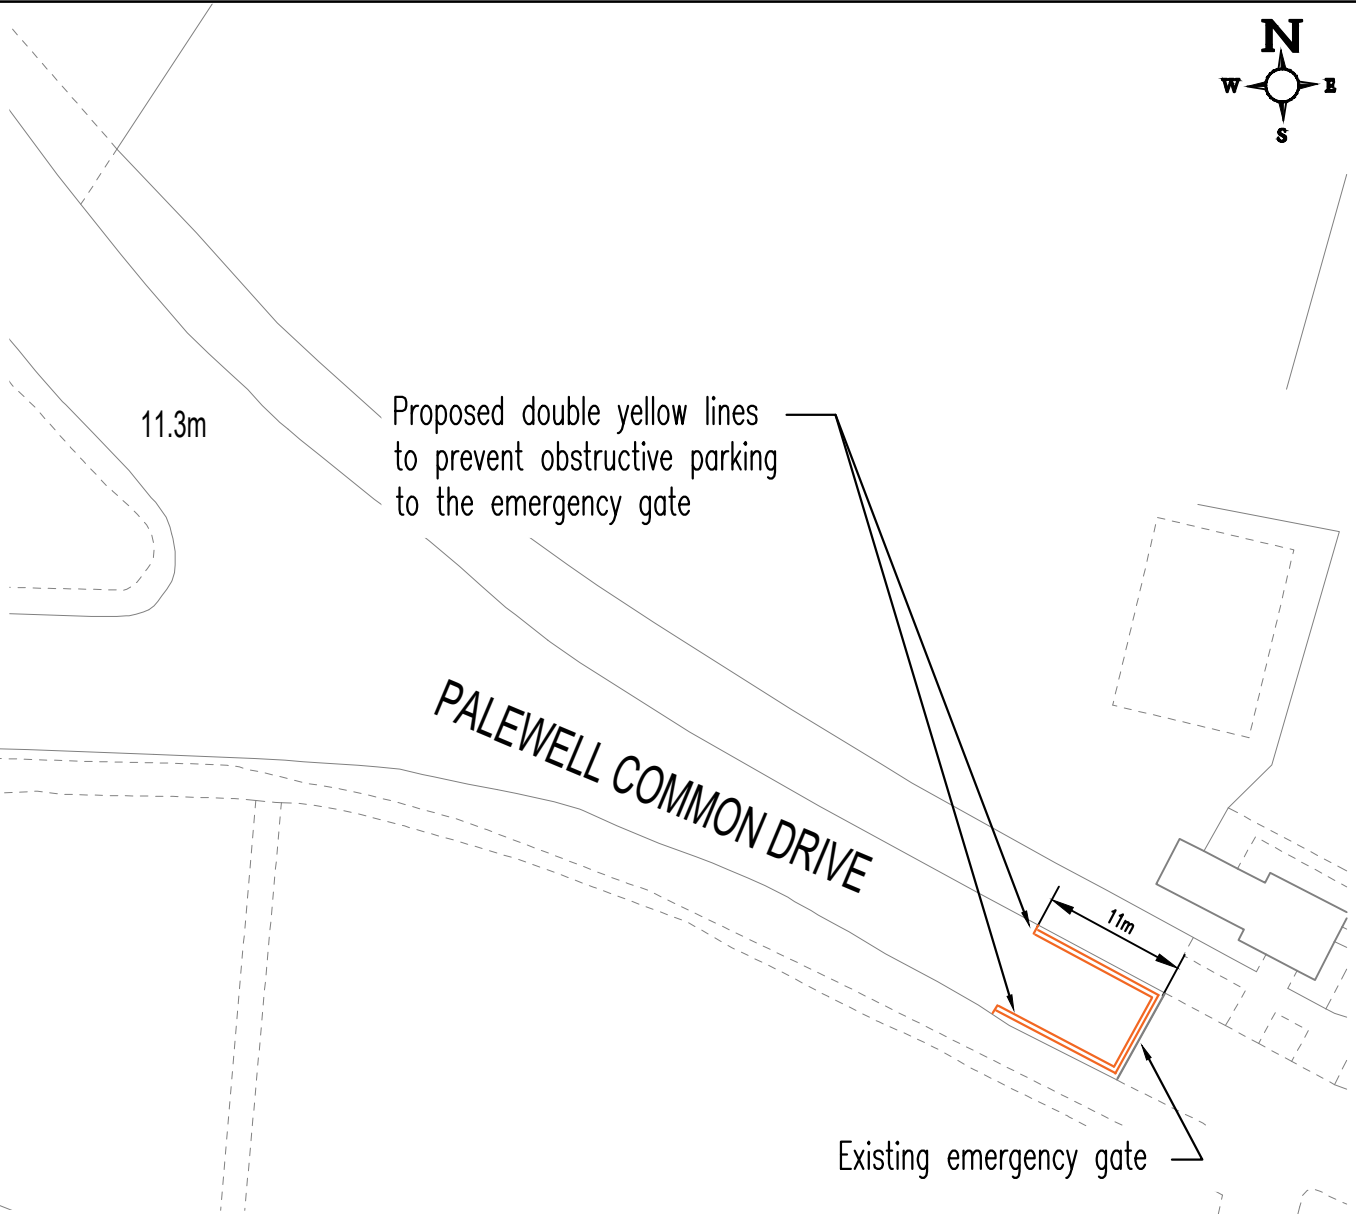 N
W E
S
11.3m
Proposed double yellow lines
to prevent obstructive parking
to the emergency gate
PALEWELL COMMON DRIVE
11m
Existing emergency gate